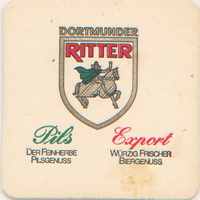 DORTMUNDER
RITTER
Pils
DER FEINHERBE
PILSGENUSS
Export
WÜRZIG FRISCHER
BIERGENUSS